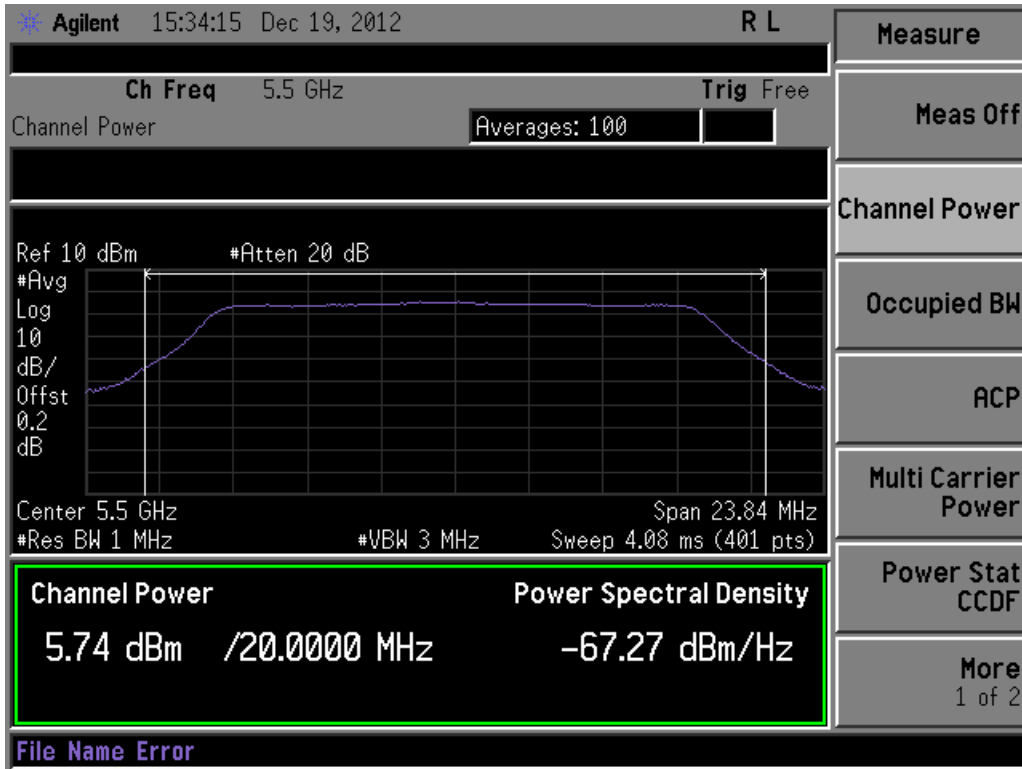 Agilent 15:34:15 Dec 19, 2012 R L
Ch Freq 5.5 GHz Trig Free
Channel Power Averages: 100
Ref 10 dBm #Atten 20 dB
#Avg
Log
10
dB/
Offst
0.2
dB
Center 5.5 GHz Span 23.84 MHz
#Res BW 1 MHz #VBW 3 MHz Sweep 4.08 ms (401 pts)
Channel Power Power Spectral Density
5.74 dBm /20.0000 MHz -67.27 dBm/Hz
File Name Error
Measure
Meas Off
Channel Power
Occupied BW
ACP
Multi Carrier
Power
Power Stat
CCDF
More
1 of 2